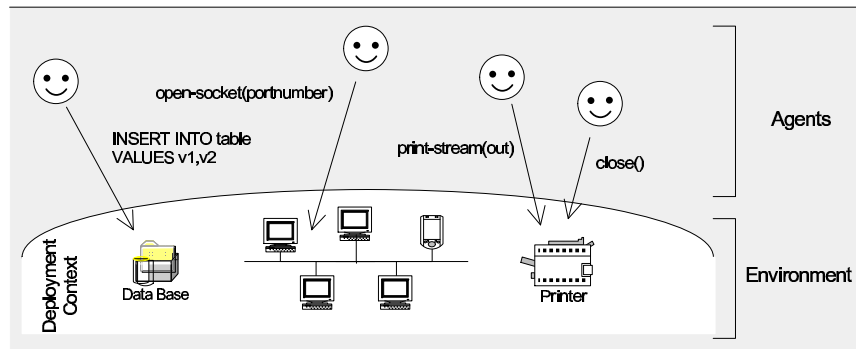 open-socket(portnumber)
INSERT INTO table
VALUES v1,v2
print-stream(out)
close()
Agents
Deployment
Context
Data Base
Printer
Environment